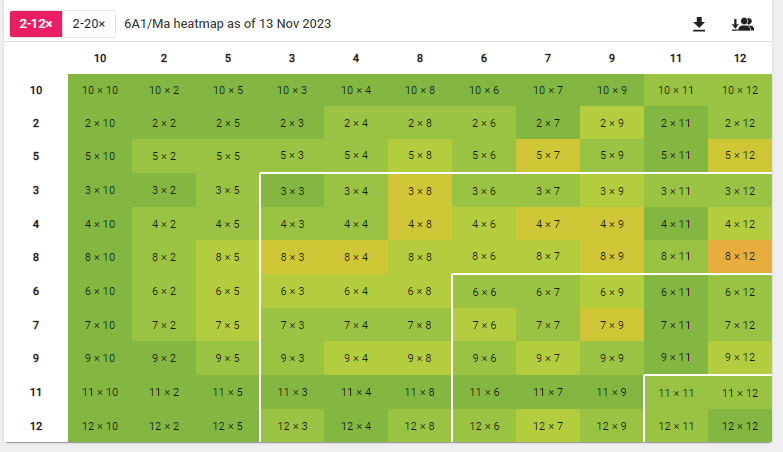 2-12× 2-20× 6A1/Ma heatmap as of 13 Nov 2023
10 2 5 3 4 8 6 7 9 11 12
10 10 × 10 10 × 2 10 × 5 10 × 3 10 × 4 10 × 8 10 × 6 10 × 7 10 × 9 10 × 11 10 × 12
2 2 × 10 2 × 2 2 × 5 2 × 3 2 × 4 2 × 8 2 × 6 2 × 7 2 × 9 2 × 11 2 × 12
5 5 × 10 5 × 2 5 × 5 5 × 3 5 × 4 5 × 8 5 × 6 5 × 7 5 × 9 5 × 11 5 × 12
3 3 × 10 3 × 2 3 × 5 3 × 3 3 × 4 3 × 8 3 × 6 3 × 7 3 × 9 3 × 11 3 × 12
4 4 × 10 4 × 2 4 × 5 4 × 3 4 × 4 4 × 8 4 × 6 4 × 7 4 × 9 4 × 11 4 × 12
8 8 × 10 8 × 2 8 × 5 8 × 3 8 × 4 8 × 8 8 × 6 8 × 7 8 × 9 8 × 11 8 × 12
6 6 × 10 6 × 2 6 × 5 6 × 3 6 × 4 6 × 8 6 × 6 6 × 7 6 × 9 6 × 11 6 × 12
7 7 × 10 7 × 2 7 × 5 7 × 3 7 × 4 7 × 8 7 × 6 7 × 7 7 × 9 7 × 11 7 × 12
9 9 × 10 9 × 2 9 × 5 9 × 3 9 × 4 9 × 8 9 × 6 9 × 7 9 × 9 9 × 11 9 × 12
11 11 × 10 11 × 2 11 × 5 11 × 3 11 × 4 11 × 8 11 × 6 11 × 7 11 × 9 11 × 11 11 × 12
12 12 × 10 12 × 2 12 × 5 12 × 3 12 × 4 12 × 8 12 × 6 12 × 7 12 × 9 12 × 11 12 × 12